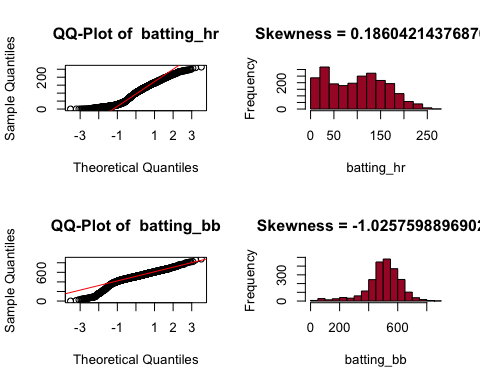 QQ-Plot of  batting_hr
Sample Quantiles
0 200
-3 -1 1 2 3
Theoretical Quantiles
Skewness = 0.1860421437687
Frequency
0 200
0 50 150 250
batting_hr
QQ-Plot of  batting_bb
Sample Quantiles
0 600
-3 -1 1 2 3
Theoretical Quantiles
Skewness = -1.0257598896902
Frequency
0 300
0 200 600
batting_bb